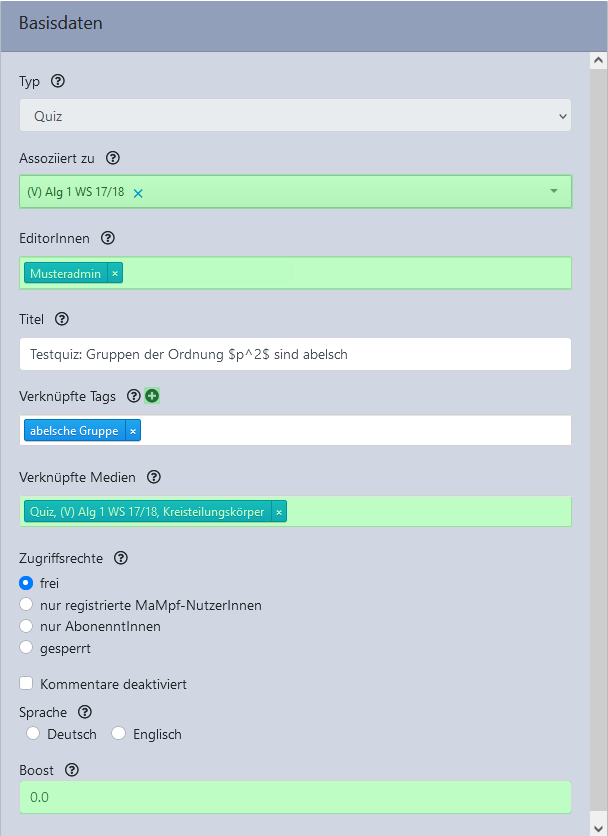 Basisdaten
Typ
Quiz
Assoziiert zu
(V) Alg 1 WS 17/18 ×
EditorInnen
Musteradmin ×
Titel
Testquiz: Gruppen der Ordnung $p^2$ sind abelsch
Verknüpfte Tags
abelsche Gruppe ×
Verknüpfte Medien
Quiz, (V) Alg 1 WS 17/18, Kreisteilungskörper ×
Zugriffsrechte
frei
nur registrierte MaMpf-NutzerInnen
nur AbonenntInnen
gesperrt
Kommentare deaktiviert
Sprache
Deutsch Englisch
Boost
0.0